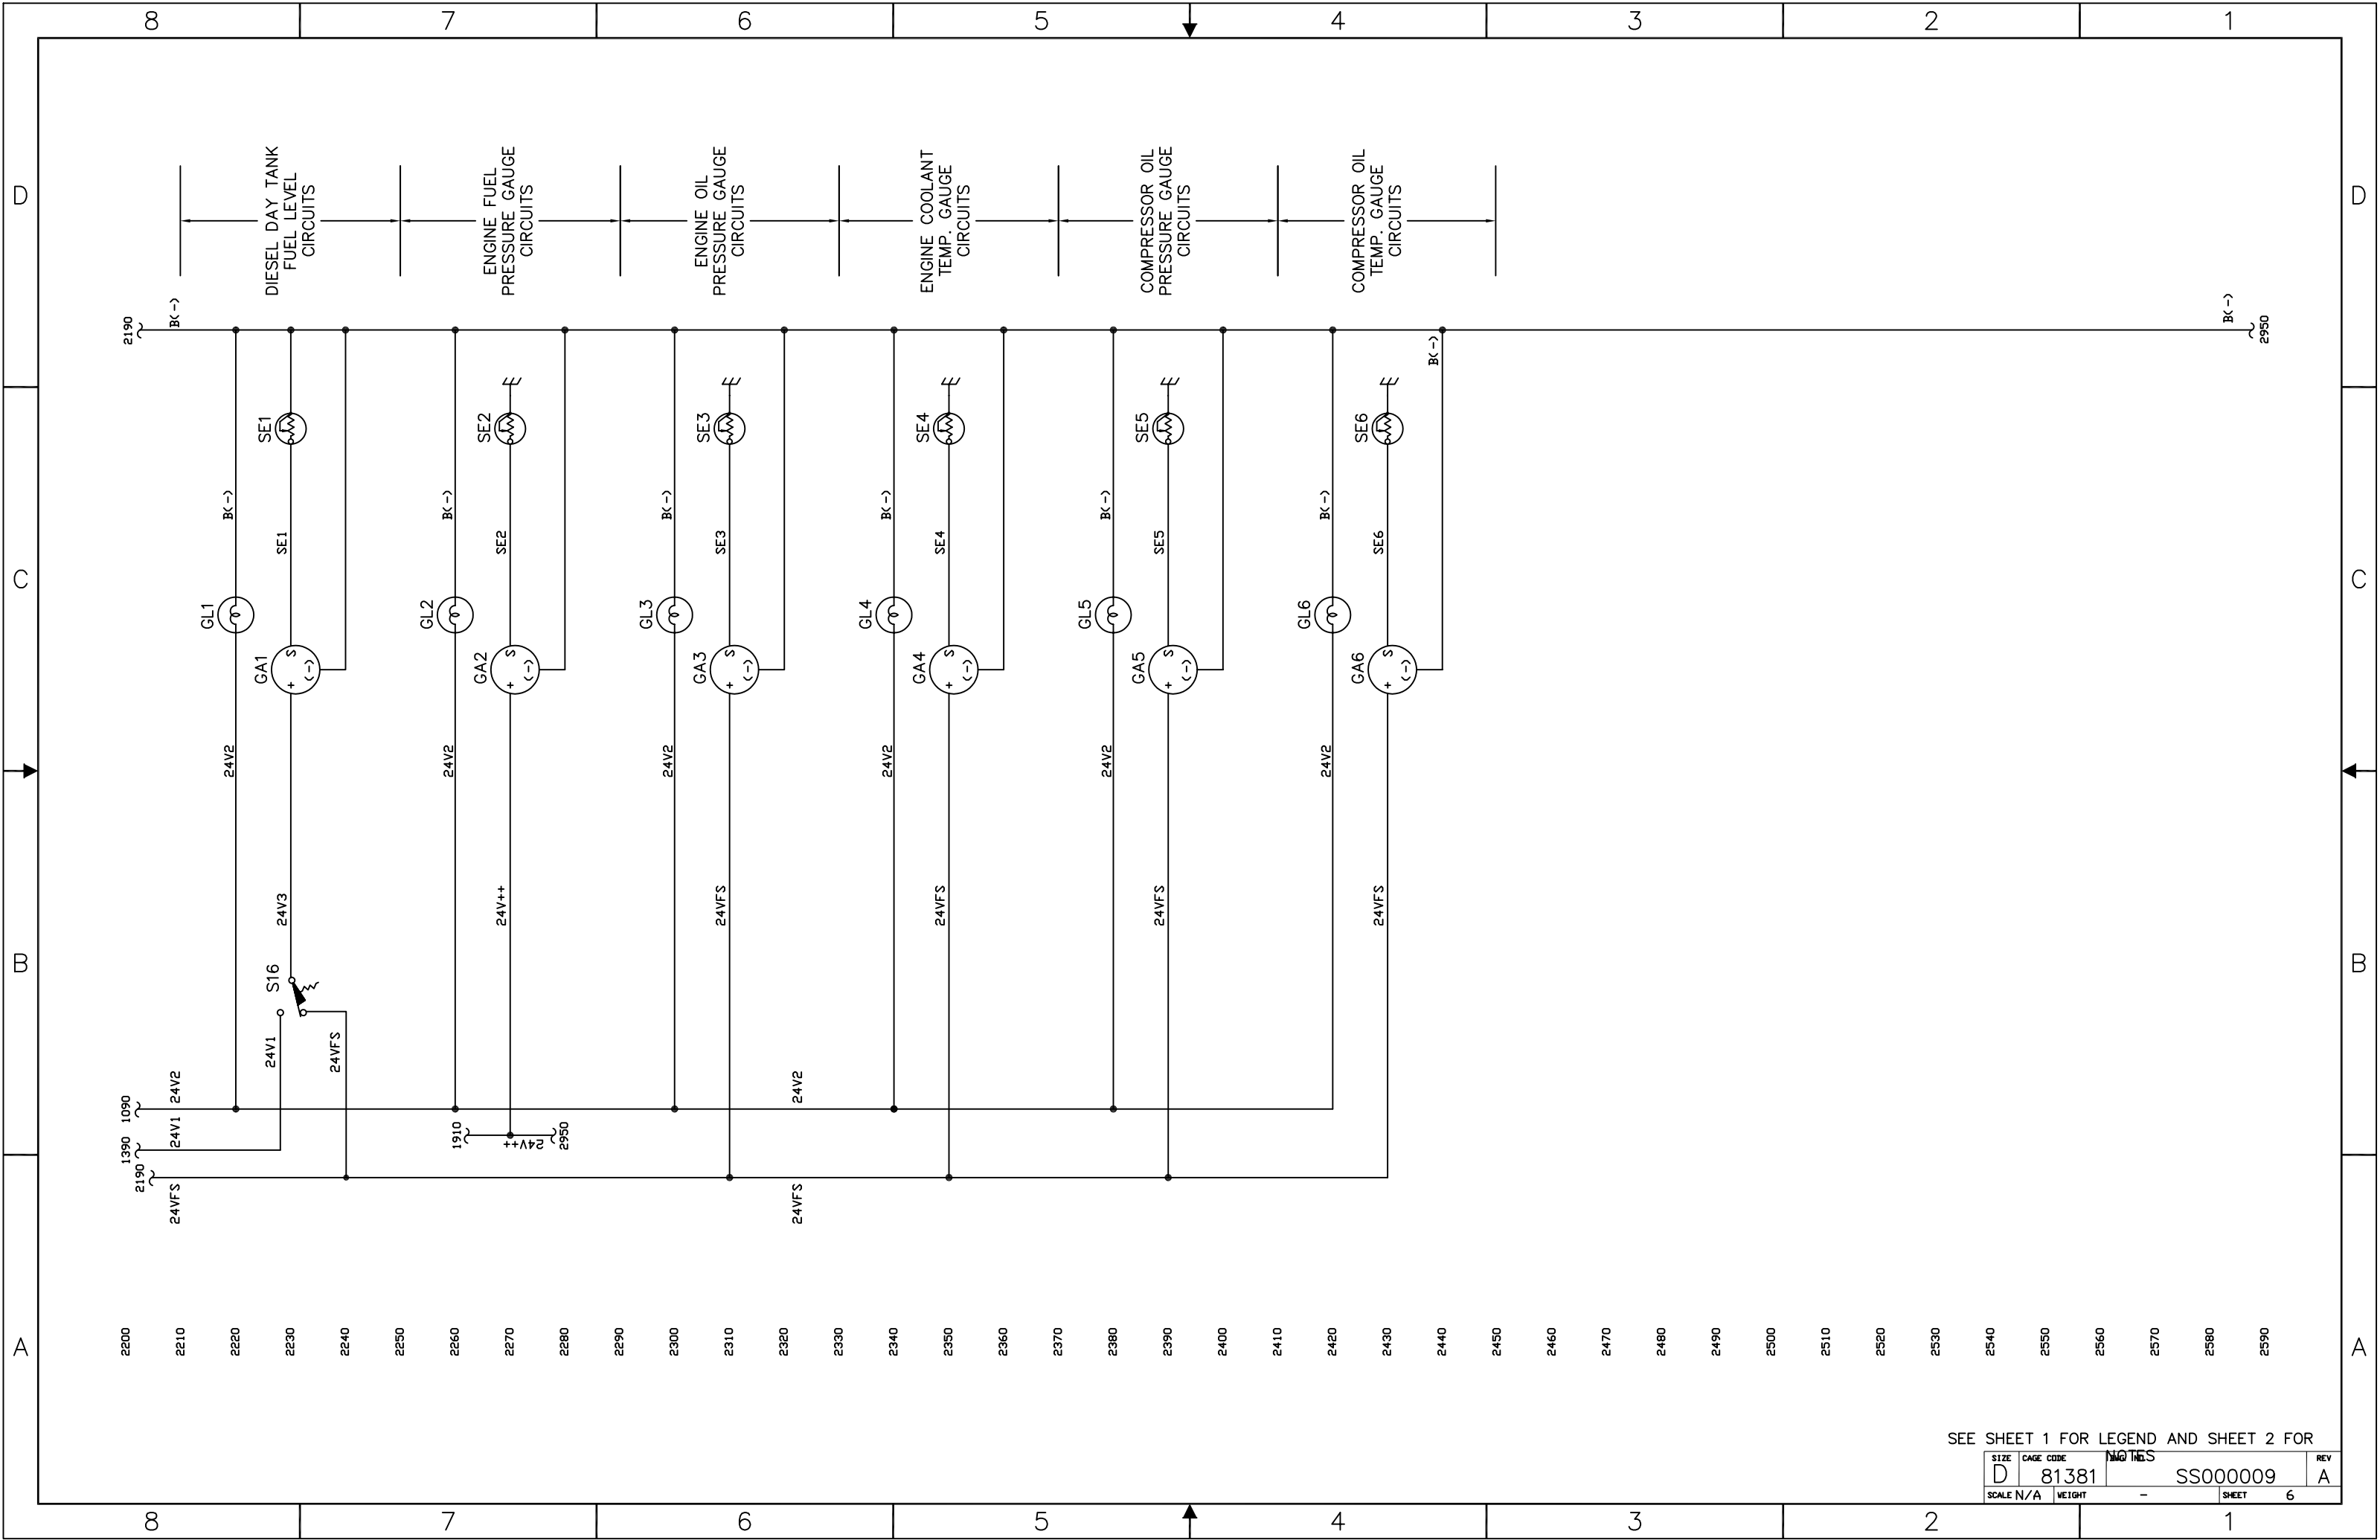 8 7 6 5 4 3 2 1
D
D
DIESEL DAY TANK
FUEL LEVEL
CIRCUITS
ENGINE FUEL
PRESSURE GAUGE
CIRCUITS
ENGINE OIL
PRESSURE GAUGE
CIRCUITS
ENGINE COOLANT
TEMP. GAUGE
CIRCUITS
COMPRESSOR OIL
PRESSURE GAUGE
CIRCUITS
COMPRESSOR OIL
TEMP. GAUGE
CIRCUITS
2190
B(-)
B(-)
2950
B(-)
SE1
SE2
SE3
SE4
SE5
SE6
B(-)
SE1
B(-)
SE2
B(-)
SE3
B(-)
SE4
B(-)
SE5
B(-)
SE6
C
C
GL1
GL2
GL3
GL4
GL5
GL6
GA1
S
+
(-)
GA2
S
+
(-)
GA3
S
+
(-)
GA4
S
+
(-)
GA5
S
+
(-)
GA6
S
+
(-)
24V2
24V2
24V2
24V2
24V2
24V2
24V3
24V++
24VFS
24VFS
24VFS
24VFS
B
B
S16
24V1
24VFS
1090
24V2
24V2
1390
24V1
1910
24V++
2950
2190
24VFS
24VFS
A
A
2200
2210
2220
2230
2240
2250
2260
2270
2280
2290
2300
2310
2320
2330
2340
2350
2360
2370
2380
2390
2400
2410
2420
2430
2440
2450
2460
2470
2480
2490
2500
2510
2520
2530
2540
2550
2560
2570
2580
2590
SEE SHEET 1 FOR LEGEND AND SHEET 2 FOR
NOTES
SIZE
D
CAGE CODE
81381
SS000009
REV
A
SCALE N/A
WEIGHT -
SHEET 6
8 7 6 5 4 3 2 1